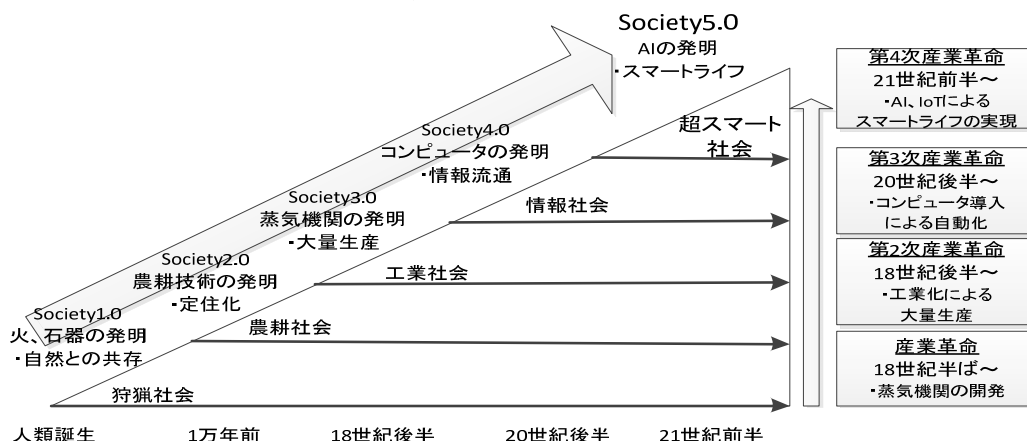 Society5.0
AIの発明
・スマートライフ
Society4.0
コンピュータの発明
・情報流通
Society3.0
蒸気機関の発明
・大量生産
Society2.0
農耕技術の発明
・定住化
Society1.0
火、石器の発明
・自然との共存
超スマート
社会
情報社会
工業社会
農耕社会
狩猟社会
人類誕生
1万年前
18世紀後半
20世紀後半
21世紀前半
第4次産業革命
21世紀前半～
・AI、IoTによる
スマートライフの実現
第3次産業革命
20世紀後半～
・コンピュータ導入
による自動化
第2次産業革命
18世紀後半～
・工業化による
大量生産
産業革命
18世紀半ば～
・蒸気機関の開発